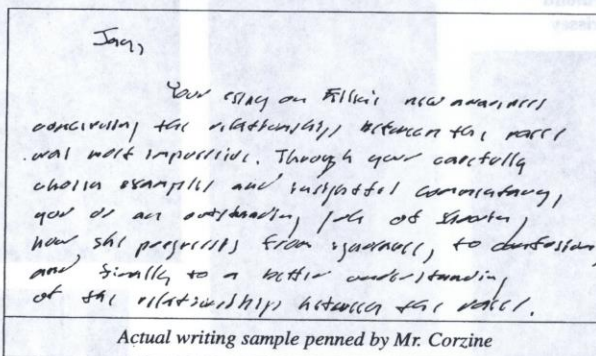 Your essay on new awareness
concerning the relationships between the races
was most impressive. Through your carefully
chosen examples and insightful commentary,
you do an outstanding job of showing
how she progresses from ignorance, to confusion,
and finally to a better understanding
of the relationships between the races.
Actual writing sample penned by Mr. Corzine